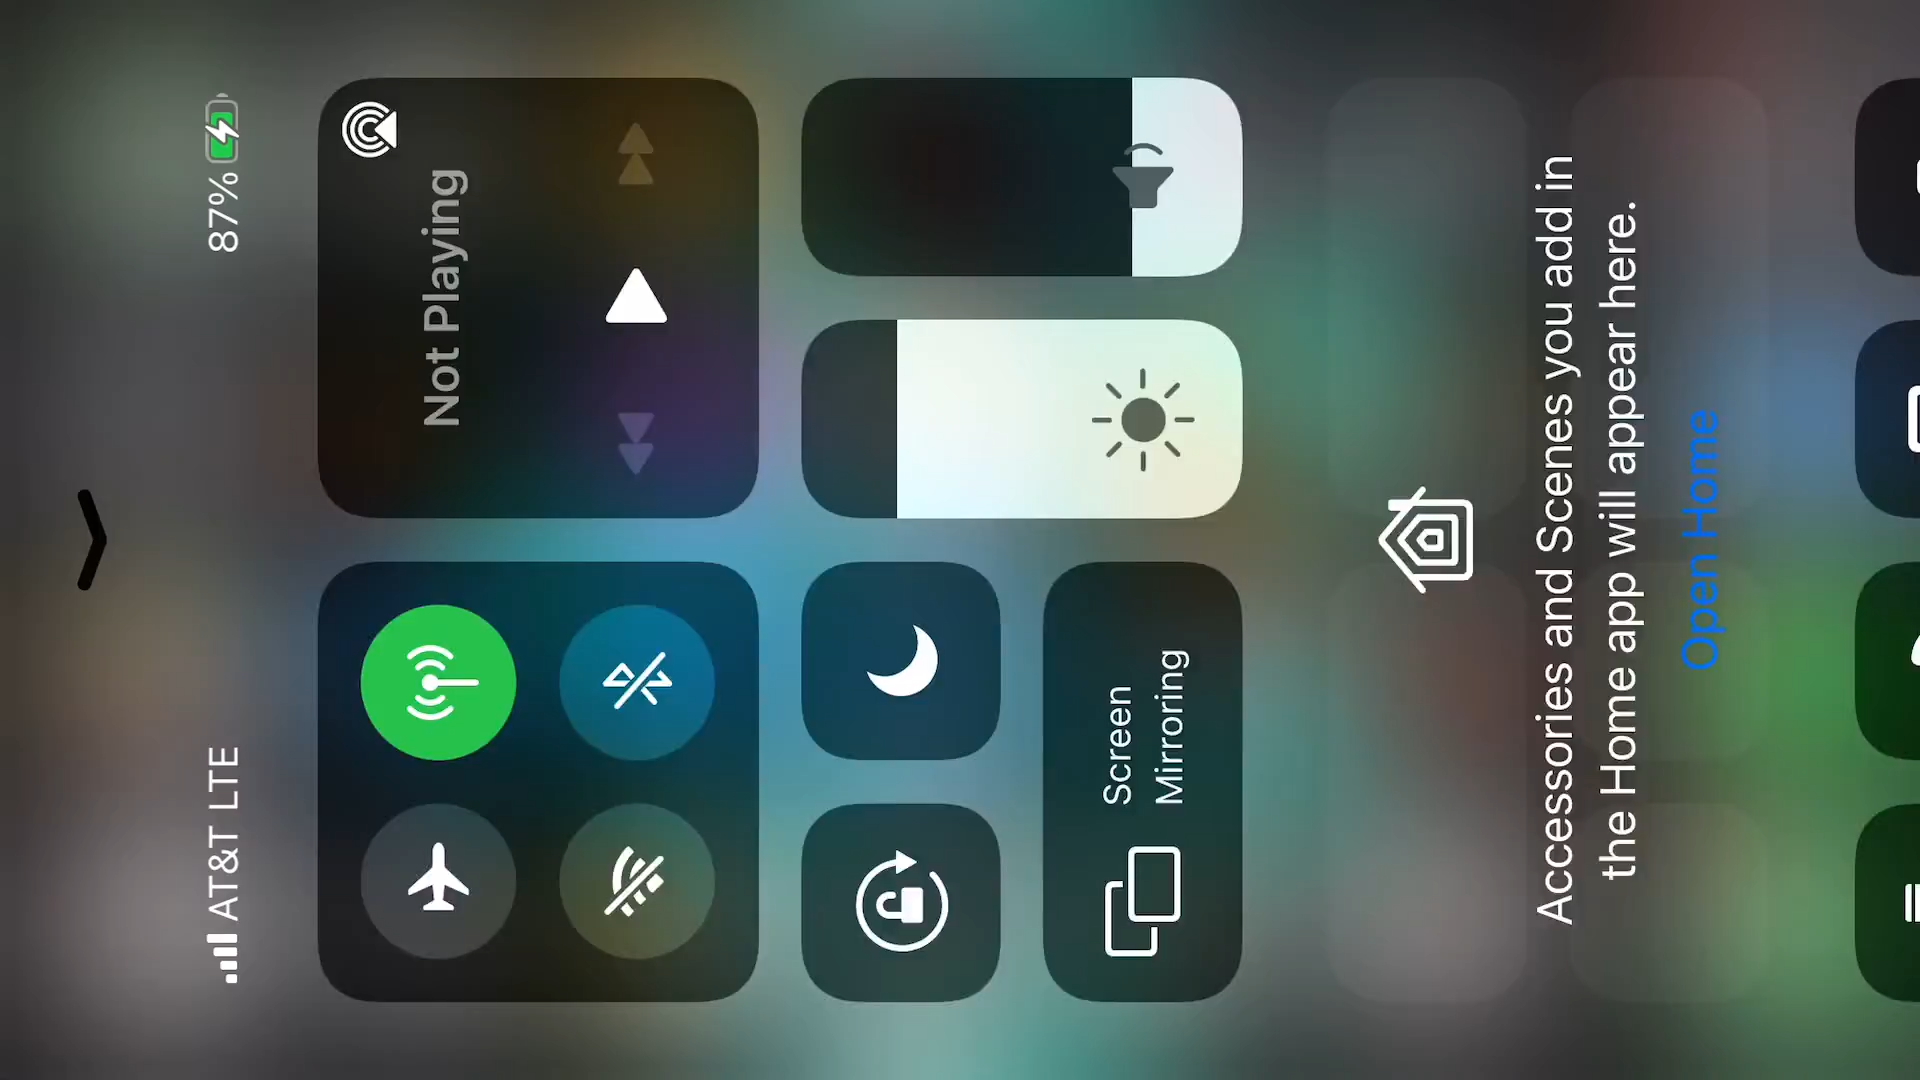 AT&T LTE
87%
Not Playing
Screen
Mirroring
Accessories and Scenes you add in
the Home app will appear here.
Open Home